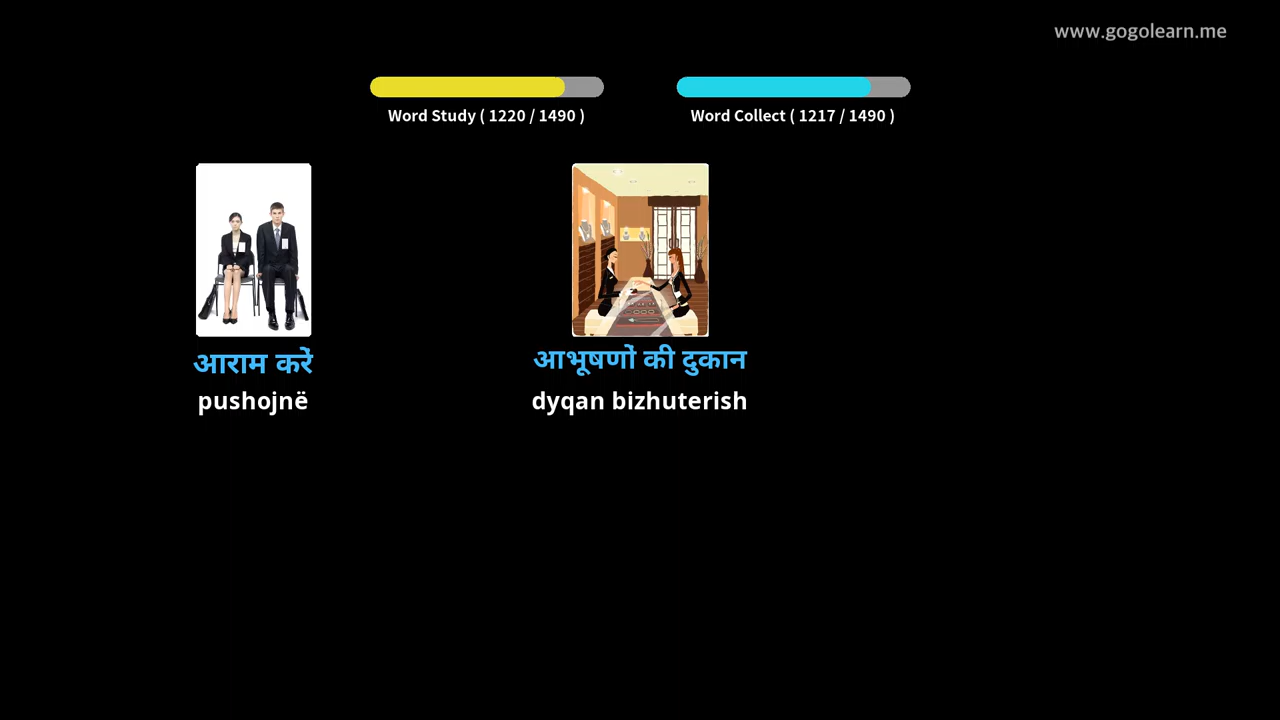 www.gogolearn.me
Word Study ( 1220 / 1490 )
Word Collect ( 1217 / 1490 )
आराम करें
pushojnë
आभूषणों की दुकान
dyqan bizhuterish